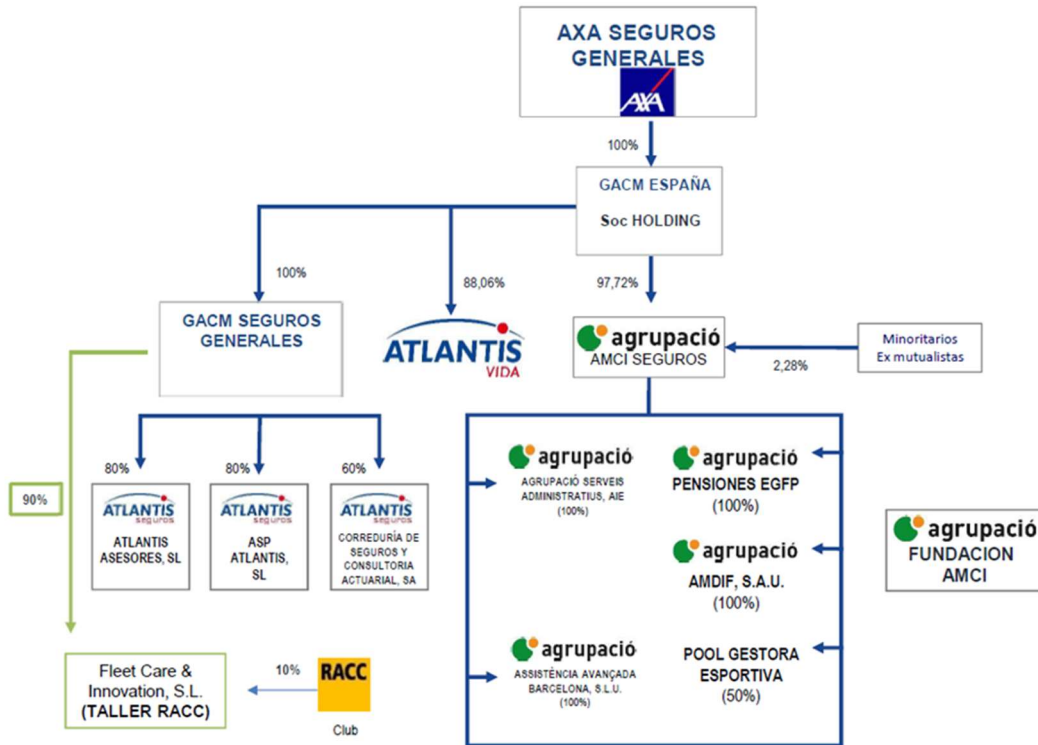 AXA SEGUROS
GENERALES
AXA
100%
GACM ESPAÑA
Soc HOLDING
100%
88,06%
97,72%
GACM SEGUROS
GENERALES
ATLANTIS
VIDA
agrupació
AMCI SEGUROS
2,28%
Minoritarios
Ex mutualistas
80%
80%
60%
90%
ATLANTIS
seguros
ATLANTIS
ASESORES, SL
ATLANTIS
seguros
ASP
ATLANTIS,
SL
ATLANTIS
seguros
CORREDURÍA DE
SEGUROS Y
CONSULTORIA
ACTUARIAL, SA
agrupació
AGRUPACIÓ SERVEIS
ADMINISTRATIUS, AIE
(100%)
agrupació
PENSIONES EGFP
(100%)
agrupació
AMDIF, S.A.U.
(100%)
agrupació
FUNDACION
AMCI
agrupació
ASSISTÈNCIA AVANÇADA
BARCELONA, S.L.U.
(100%)
POOL GESTORA
ESPORTIVA
(50%)
Fleet Care &
Innovation, S.L.
(TALLER RACC)
10%
RACC
Club